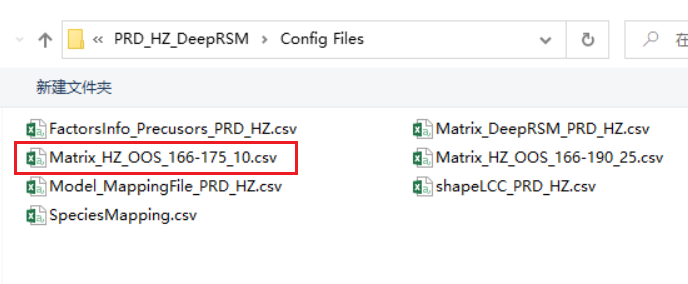 « PRD_HZ_DeepRSM › Config Files
在
新建文件夹
FactorsInfo_Precusors_PRD_HZ.csv
Matrix_DeepRSM_PRD_HZ.csv
Matrix_HZ_OOS_166-175_10.csv
Matrix_HZ_OOS_166-190_25.csv
Model_MappingFile_PRD_HZ.csv
shapeLCC_PRD_HZ.csv
SpeciesMapping.csv